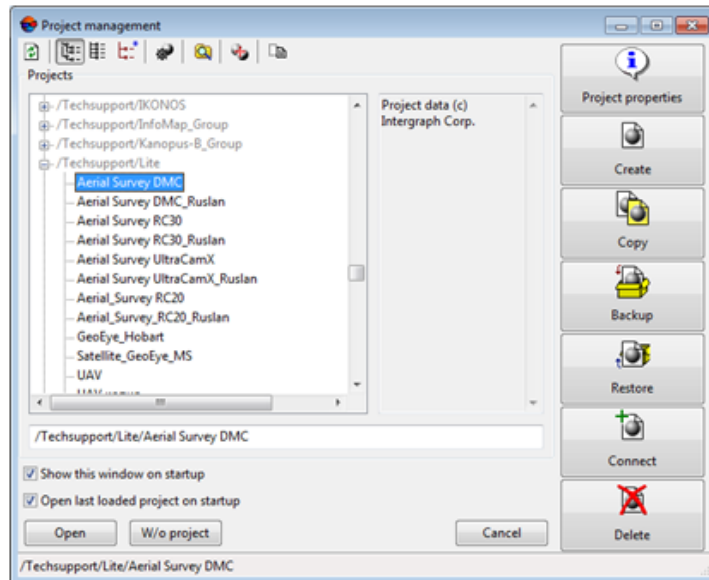 Project management
Projects
/Techsupport/IKONOS
/Techsupport/InfoMap_Group
/Techsupport/Kanopus-B_Group
/Techsupport/Lite
Aerial Survey DMC
Aerial Survey DMC_Ruslan
Aerial Survey RC30
Aerial Survey RC30_Ruslan
Aerial Survey UltraCamX
Aerial Survey UltraCamX_Ruslan
Aerial_Survey RC20
Aerial_Survey_RC20_Ruslan
GeoEye_Hobart
Satellite_GeoEye_MS
UAV
Project data (c)
Intergraph Corp.
/Techsupport/Lite/Aerial Survey DMC
Show this window on startup
Open last loaded project on startup
Open
W/o project
Cancel
Project properties
Create
Copy
Backup
Restore
Connect
Delete
/Techsupport/Lite/Aerial Survey DMC